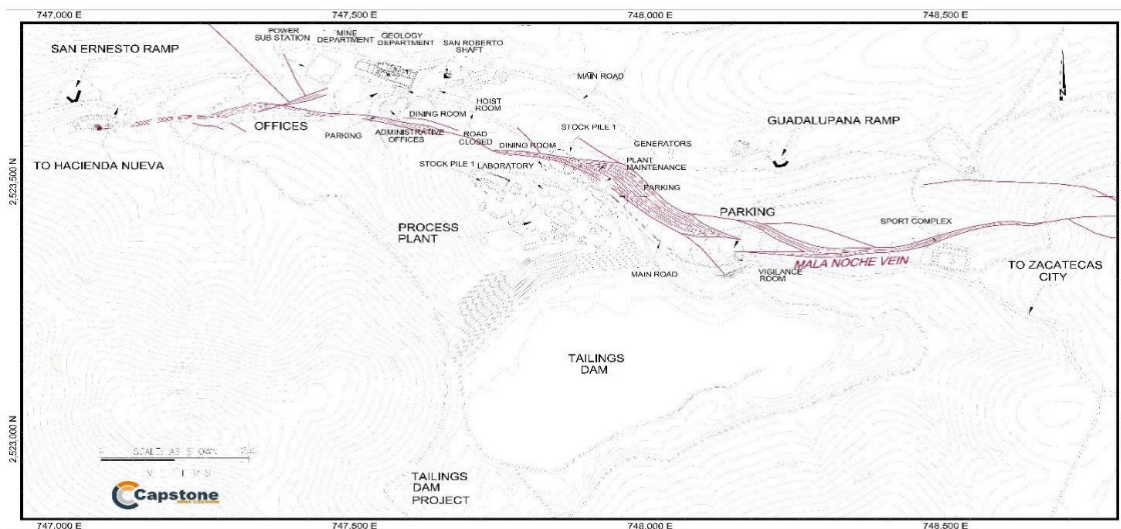 747,000 E
747,500 E
748,000 E
748,500 E
POWER
SUB STATION
MINE
DEPARTMENT
GEOLOGY
DEPARTMENT
SAN ROBERTO
SHAFT
SAN ERNESTO RAMP
MAIN ROAD
N
HOIST
ROOM
DINING ROOM
OFFICES
PARKING
ADMINISTRATIVE
OFFICES
ROAD
CLOSED
STOCK PILE 1
GUADALUPANA RAMP
DINING ROOM
GENERATORS
TO HACIENDA NUEVA
STOCK PILE 1
LABORATORY
PLANT
MAINTENANCE
2,523,500 N
PARKING
PARKING
SPORT COMPLEX
PROCESS
PLANT
MALA NOCHE VEIN
MAIN ROAD
VIGILANCE
ROOM
TO ZACATECAS
CITY
TAILINGS
DAM
2,523,000 N
SCALE AS SHOWN
Capstone
TAILINGS
DAM
PROJECT
747,000 E
747,500 E
748,000 E
748,500 E